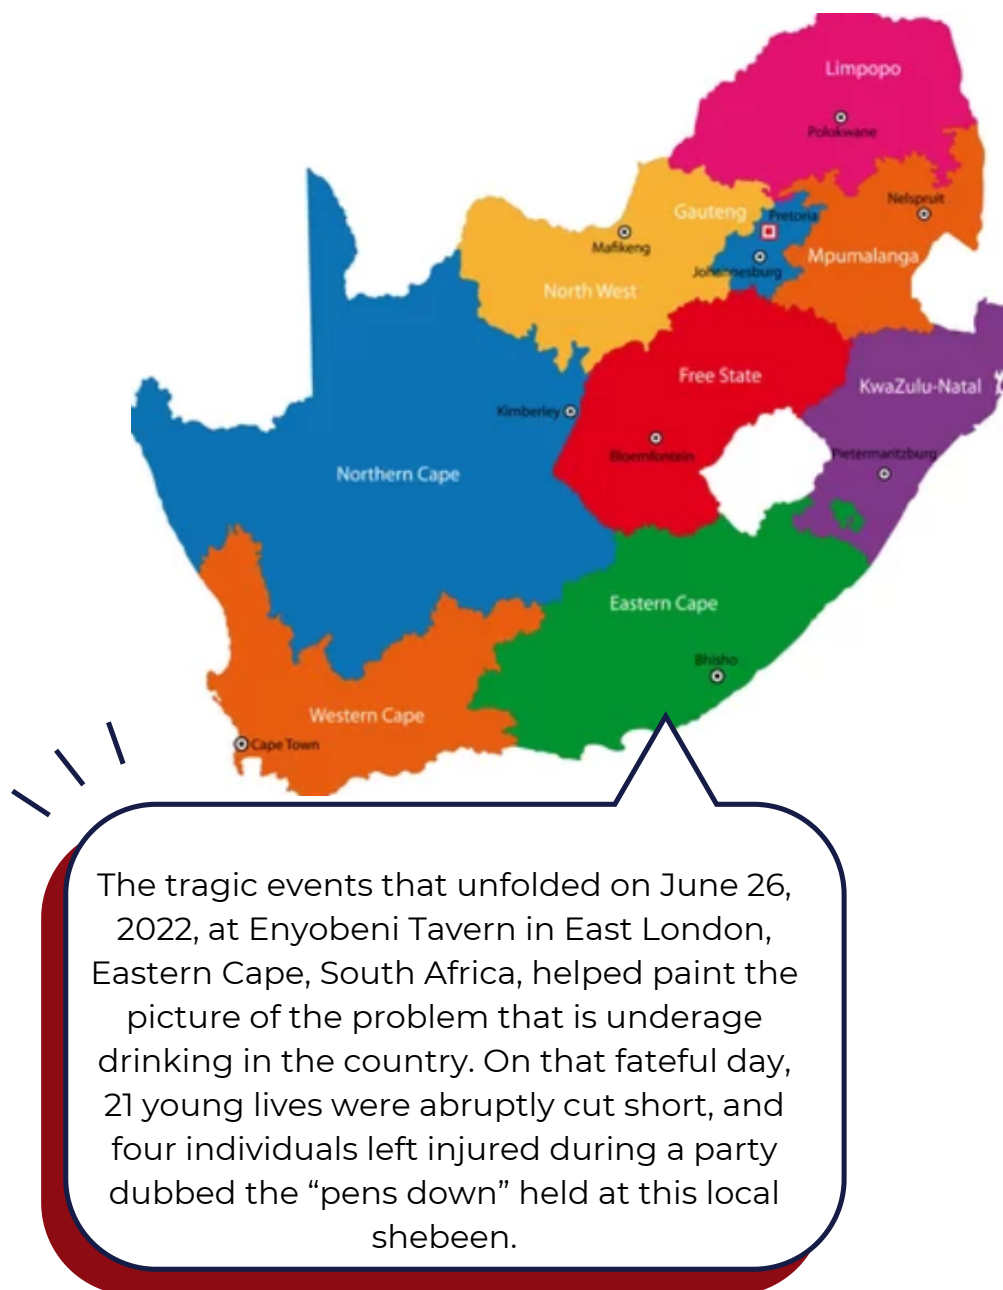 Limpopo
Polokwane
Nelspruit
Gauteng
Pretoria
Mafikeng
Mpumalanga
Johannesburg
North West
Free State
KwaZulu-Natal
Kimberley
Bloemfontein
Pietermaritzburg
Northern Cape
Eastern Cape
Bhisho
Western Cape
Cape Town
The tragic events that unfolded on June 26,
2022, at Enyobeni Tavern in East London,
Eastern Cape, South Africa, helped paint the
picture of the problem that is underage
drinking in the country. On that fateful day,
21 young lives were abruptly cut short, and
four individuals left injured during a party
dubbed the “pens down” held at this local
shebeen.